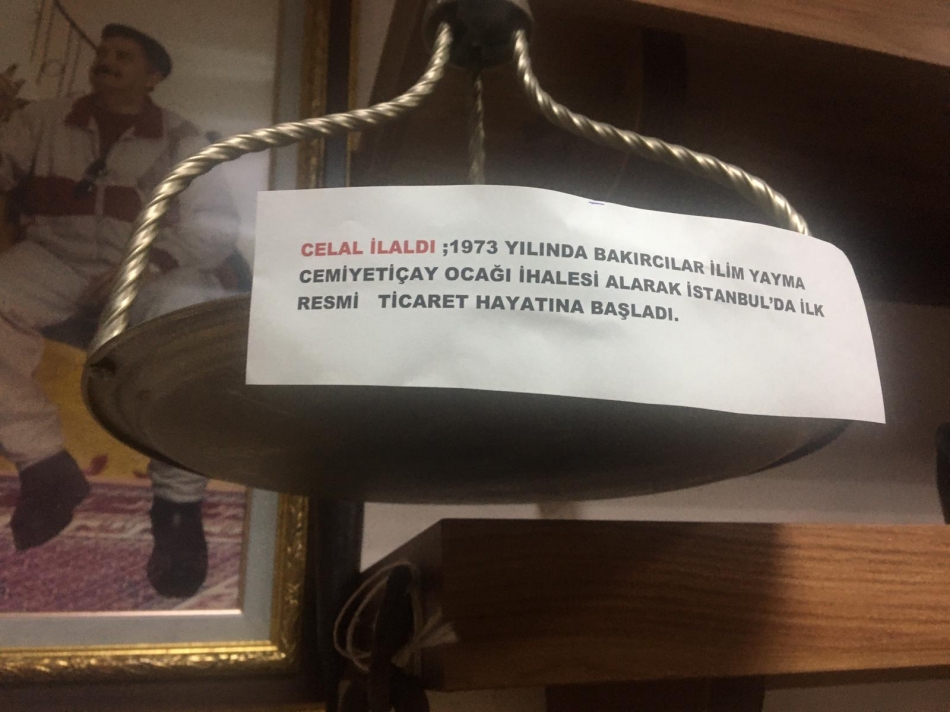 CELAL İLALDI ;1973 YILINDA BAKIRCILAR İLİM YAYMA
CEMİYETİÇAY OCAĞI İHALESİ ALARAK İSTANBUL'DA İLK
RESMİ TİCARET HAYATINA BAŞLADI.